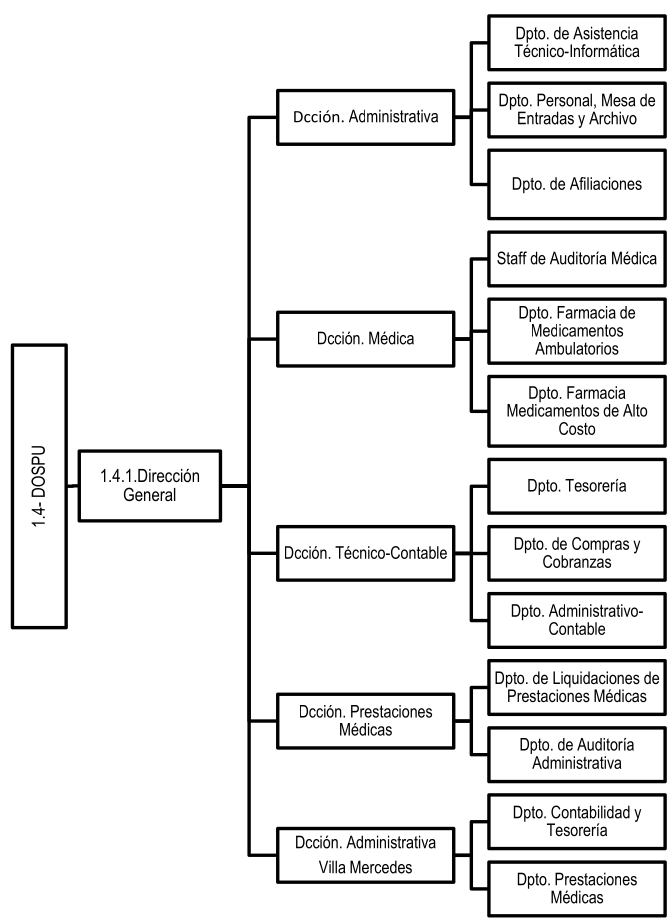 1.4- DOSPU
1.4.1.Dirección
General
Dcción. Administrativa
Dpto. de Asistencia
Técnico-Informática
Dpto. Personal, Mesa de
Entradas y Archivo
Dpto. de Afiliaciones
Dcción. Médica
Staff de Auditoría Médica
Dpto. Farmacia de
Medicamentos
Ambulatorios
Dpto. Farmacia
Medicamentos de Alto
Costo
Dcción. Técnico-Contable
Dpto. Tesorería
Dpto. de Compras y
Cobranzas
Dpto. Administrativo-
Contable
Dcción. Prestaciones
Médicas
Dpto. de Liquidaciones de
Prestaciones Médicas
Dpto. de Auditoría
Administrativa
Dcción. Administrativa
Villa Mercedes
Dpto. Contabilidad y
Tesorería
Dpto. Prestaciones
Médicas